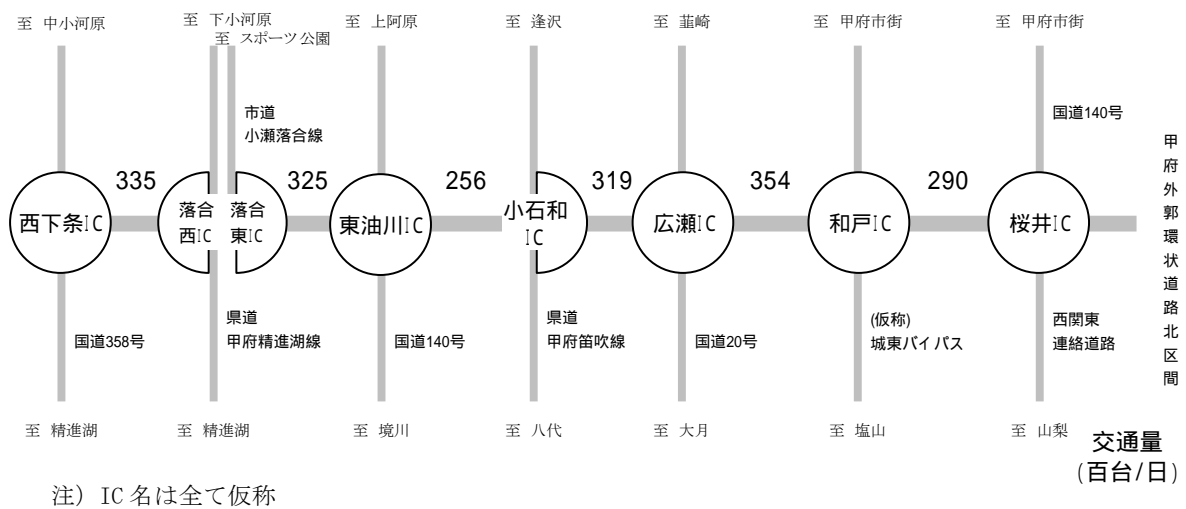 至 中小河原
至 下小河原
至 スポーツ公園
至 上阿原
至 逢沢
至 韮崎
至 甲府市街
至 甲府市街
市道
小瀬落合線
国道140号
335
325
256
319
354
290
西下条IC
落合
西IC
落合
東IC
東油川IC
小石和
IC
広瀬IC
和戸IC
桜井IC
甲府外郭環状道路北区間
国道358号
県道
甲府精進湖線
国道140号
県道
甲府笛吹線
国道20号
(仮称)
城東バイパス
西関東
連絡道路
至 精進湖
至 精進湖
至 境川
至 八代
至 大月
至 塩山
至 山梨
交通量
(百台/日)
注) IC名は全て仮称